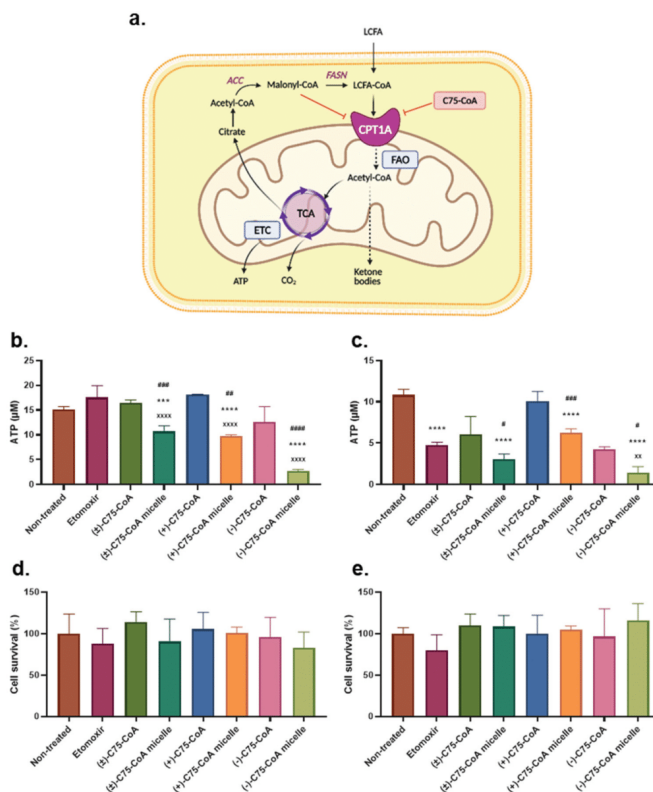 a.
LCFA
ACC
Malonyl-CoA
FASN
LCFA-CoA
C75-CoA
Acetyl-CoA
CPT1A
Citrate
FAO
Acetyl-CoA
TCA
ETC
ATP
CO₂
Ketone
bodies
b.
ATP (µM)
25
20
15
10
5
0
###
***
xxxx
##
****
xxxx
####
****
xxxx
Non-treated
Etomoxir
(±)-C75-CoA
(±)-C75-CoA micelle
(+)-C75-CoA
(+)-C75-CoA micelle
(-)-C75-CoA
(-)-C75-CoA micelle
c.
ATP (µM)
15
10
5
0
****
#
****
###
****
#
****
xx
Non-treated
Etomoxir
(±)-C75-CoA
(±)-C75-CoA micelle
(+)-C75-CoA
(+)-C75-CoA micelle
(-)-C75-CoA
(-)-C75-CoA micelle
d.
Cell survival (%)
150
100
50
0
Non-treated
Etomoxir
(±)-C75-CoA
(±)-C75-CoA micelle
(+)-C75-CoA
(+)-C75-CoA micelle
(-)-C75-CoA
(-)-C75-CoA micelle
e.
Cell survival (%)
150
100
50
0
Non-treated
Etomoxir
(±)-C75-CoA
(±)-C75-CoA micelle
(+)-C75-CoA
(+)-C75-CoA micelle
(-)-C75-CoA
(-)-C75-CoA micelle